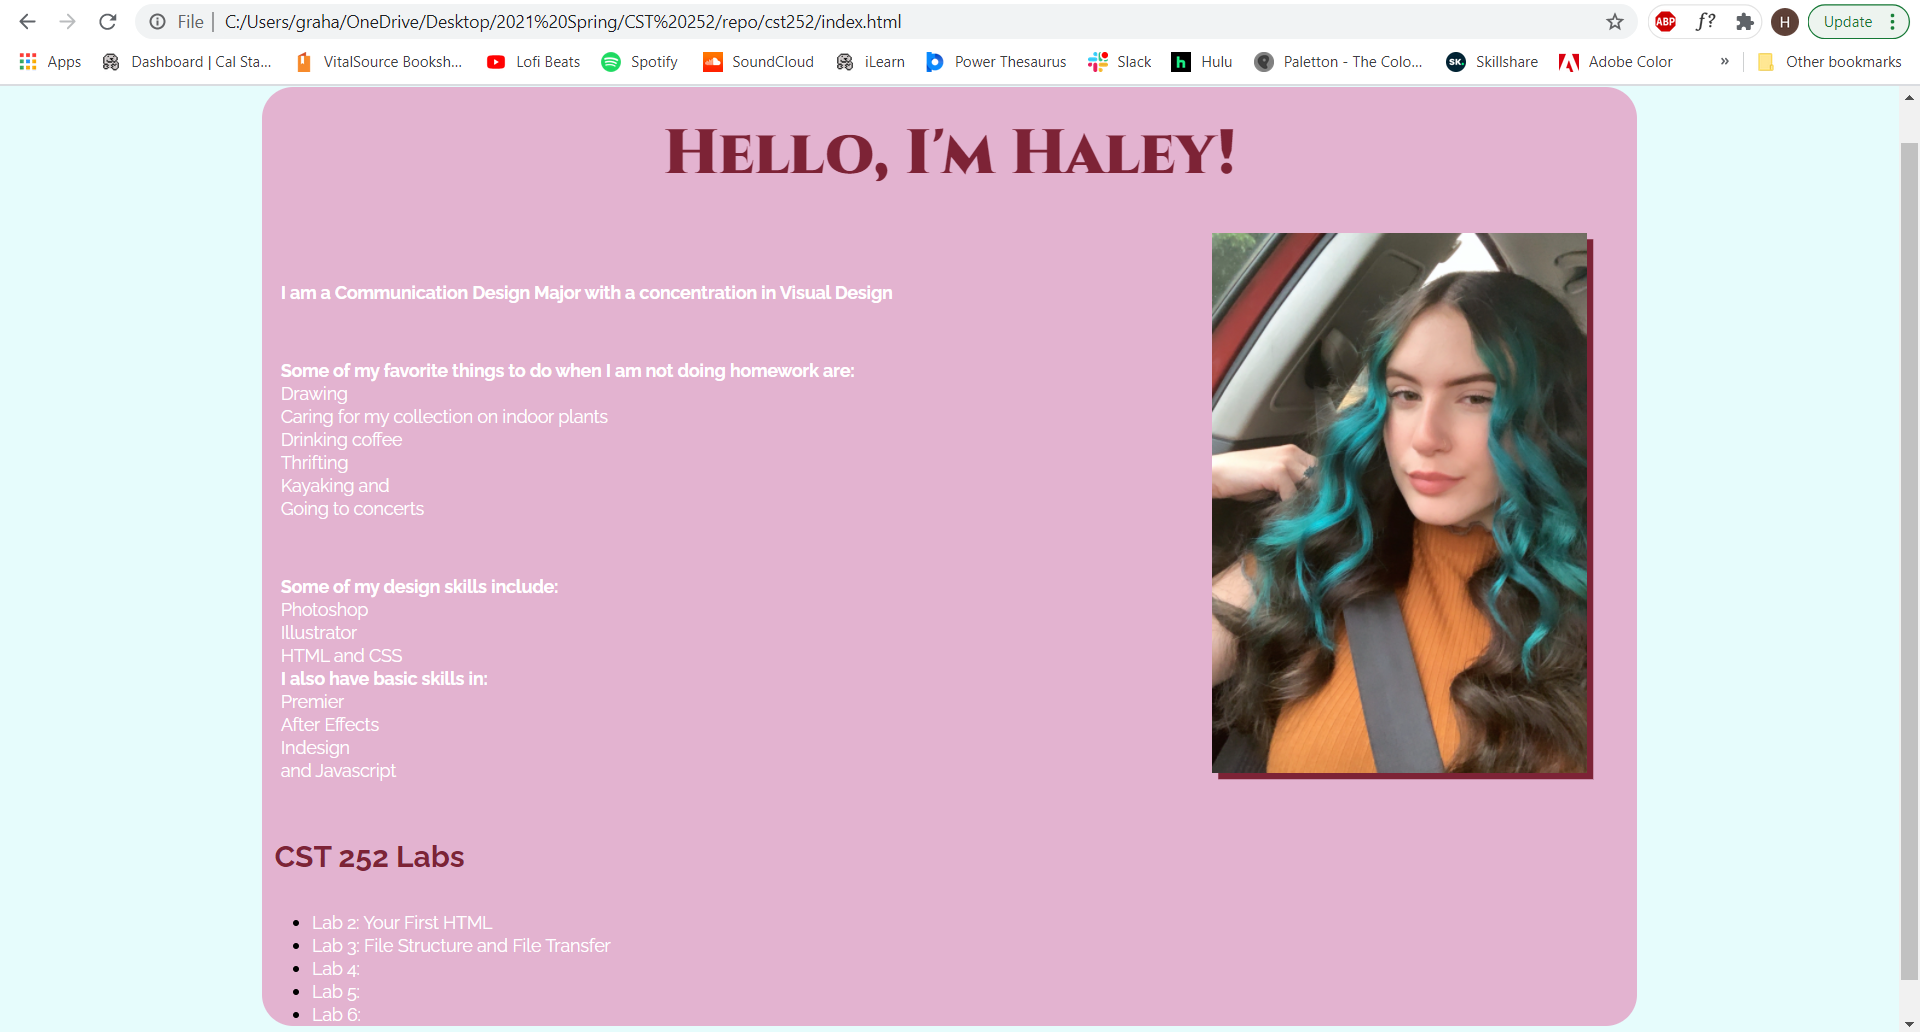 File | C:/Users/graha/OneDrive/Desktop/2021%20Spring/CST%20252/repo/cst252/index.html
ABP f? H Update
Apps Dashboard | Cal Sta... VitalSource Booksh... Lofi Beats Spotify SoundCloud iLearn Power Thesaurus Slack h Hulu Paletton - The Colo... SK. Skillshare Adobe Color » Other bookmarks
Hello, I'm Haley!
I am a Communication Design Major with a concentration in Visual Design
Some of my favorite things to do when I am not doing homework are:
Drawing
Caring for my collection on indoor plants
Drinking coffee
Thrifting
Kayaking and
Going to concerts
Some of my design skills include:
Photoshop
Illustrator
HTML and CSS
I also have basic skills in:
Premier
After Effects
Indesign
and Javascript
CST 252 Labs
• Lab 2: Your First HTML
• Lab 3: File Structure and File Transfer
• Lab 4:
• Lab 5:
• Lab 6: